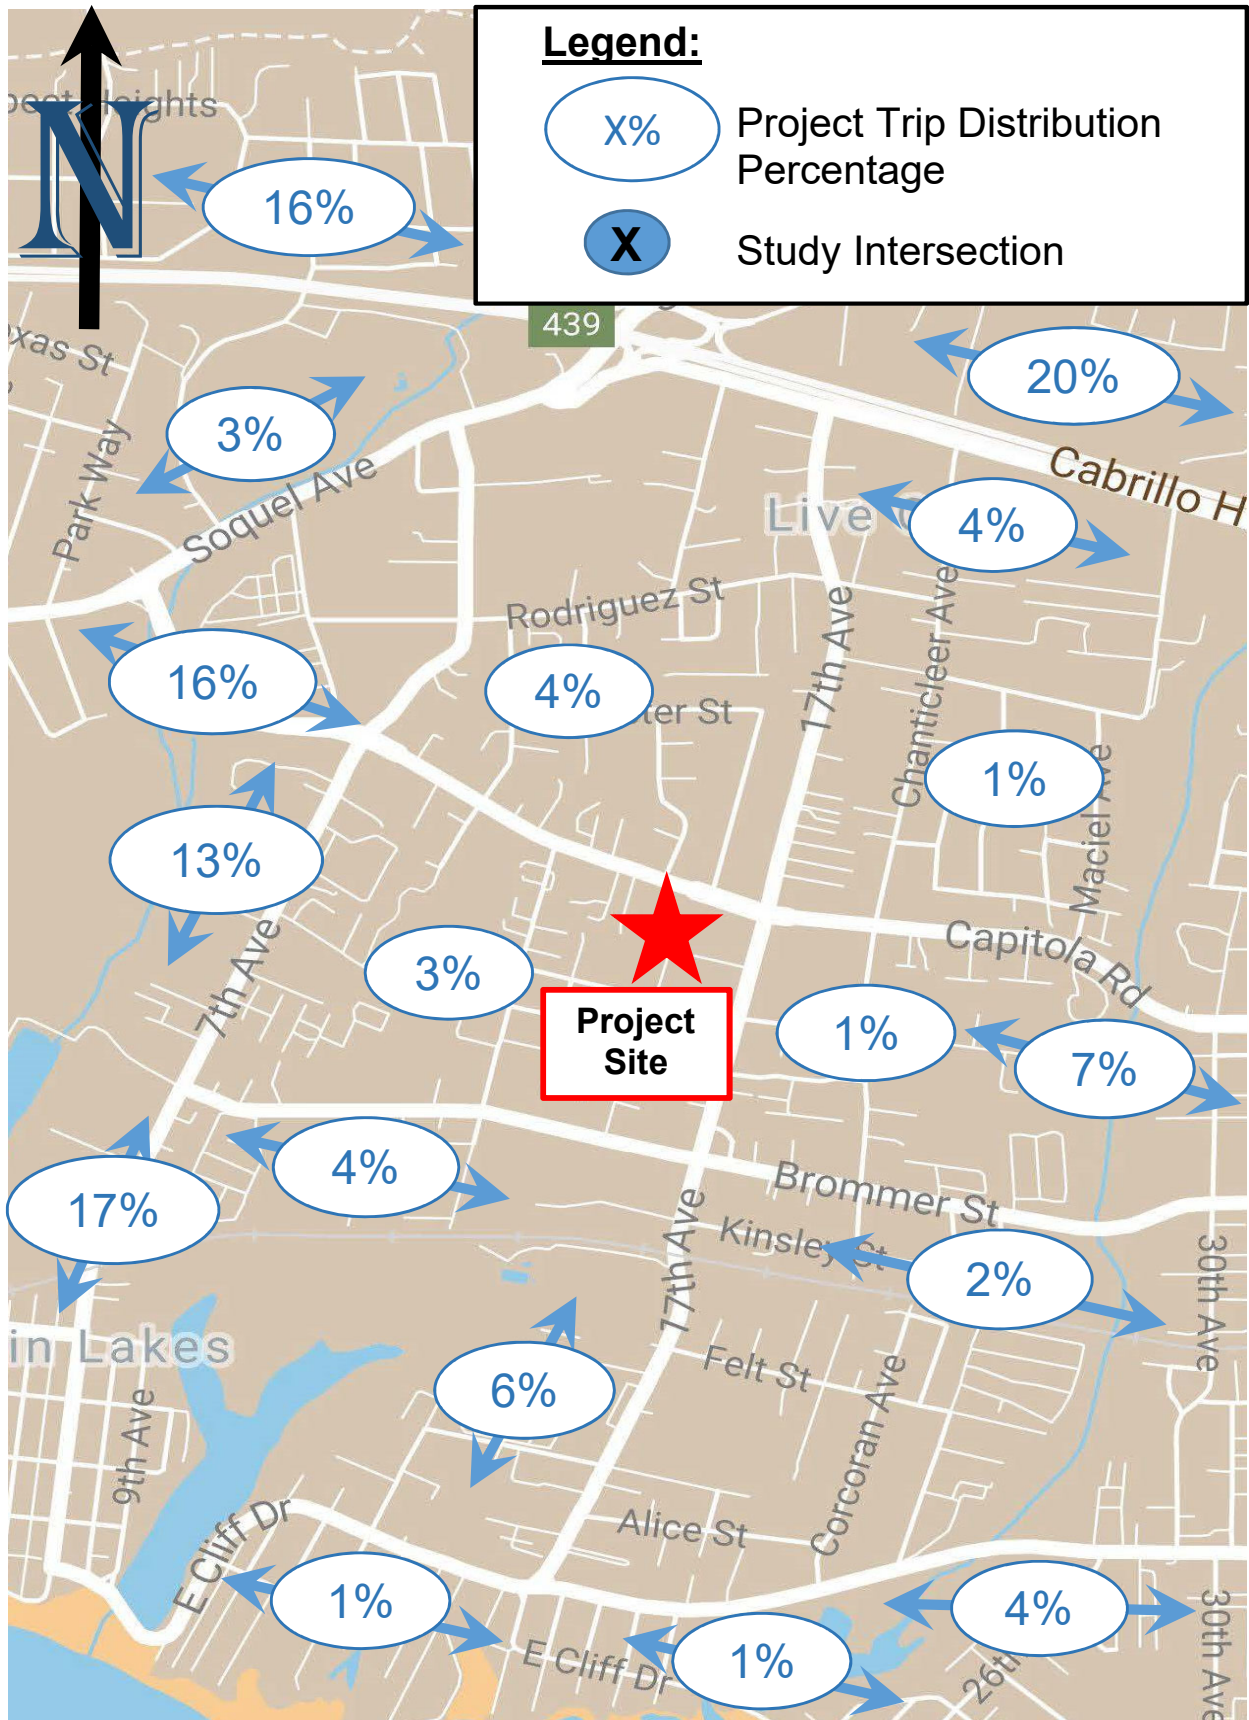 Legend:
X%
Project Trip Distribution
Percentage
X
Study Intersection
N
Heights
16%
439
St
20%
3%
Park Way
Soquel Ave
Cabrillo H
Live
4%
Rodriguez St
17th Ave
Chanticleer Ave
16%
4%
St
1%
Maciel Ave
13%
7th Ave
3%
Capitola Rd
Project
Site
1%
7%
4%
17%
Brommer St
Kinsley St
17th Ave
2%
30th Ave
in Lakes
9th Ave
6%
Felt St
Corcoran Ave
E Cliff Dr
Alice St
1%
E Cliff Dr
1%
4%
26th
30th Ave